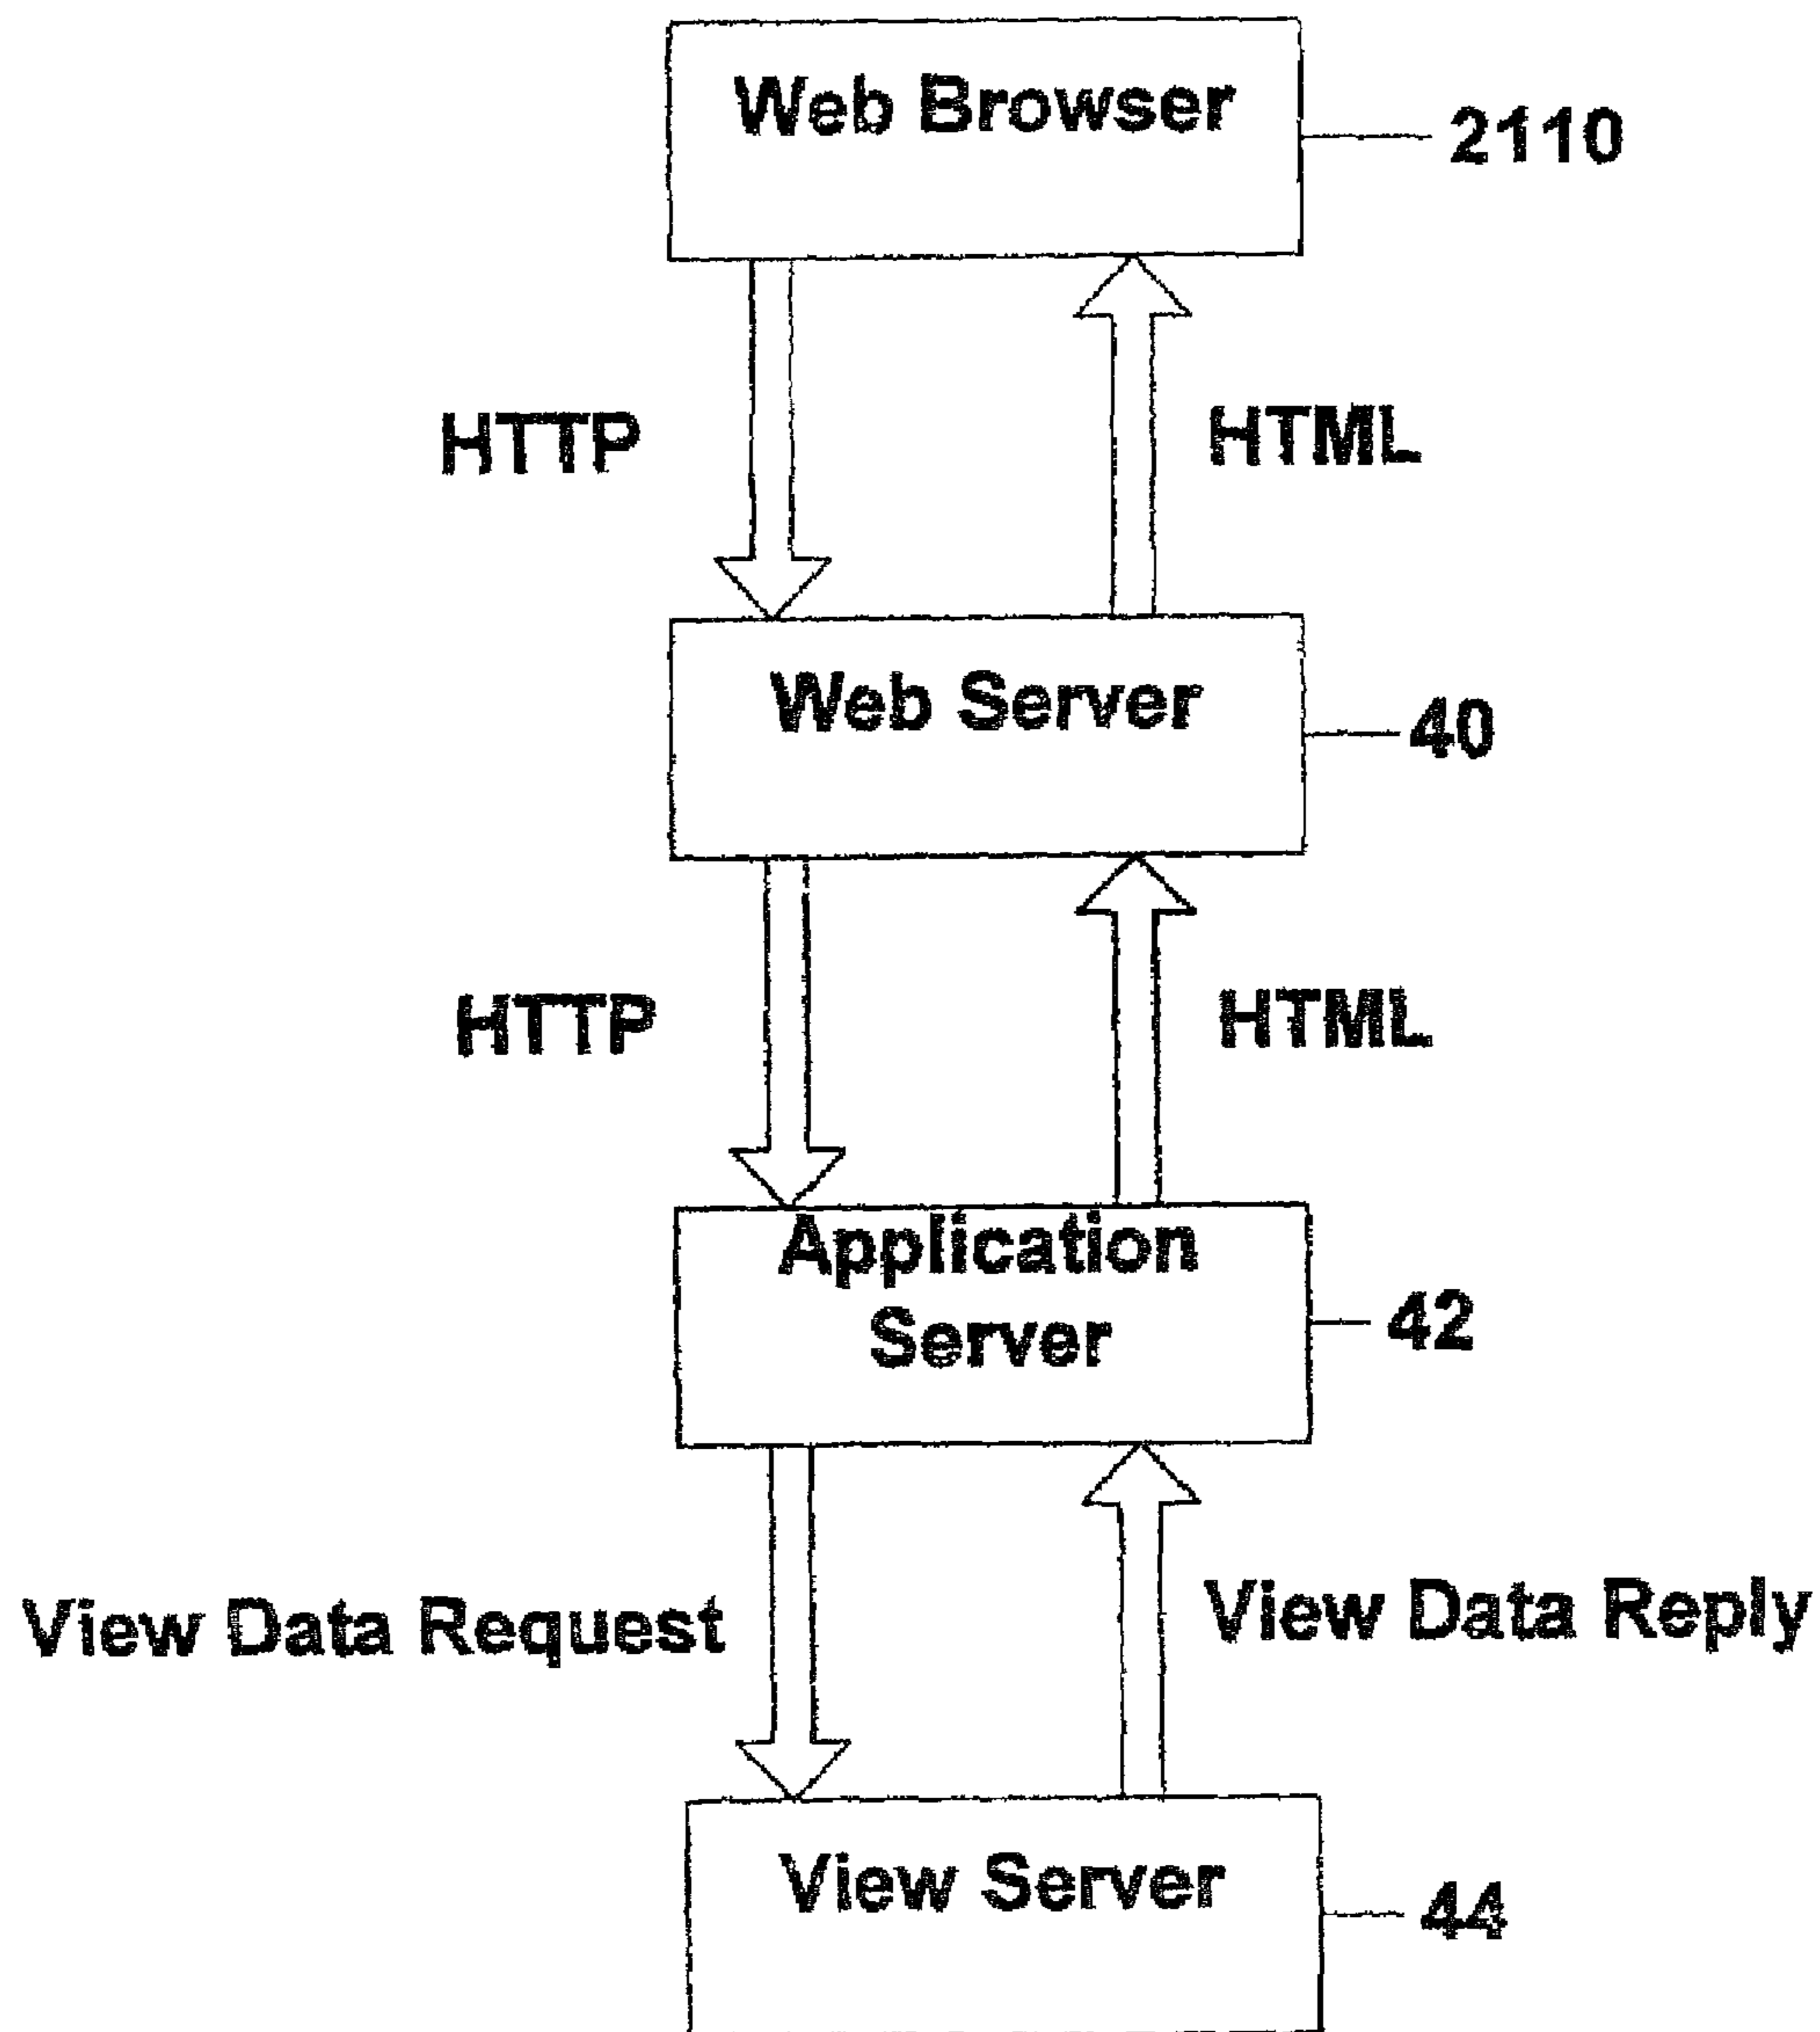 Web Browser
2110
HTTP
HTML
Web Server
40
HTTP
HTML
Application
Server
42
View Data Request
View Data Reply
View Server
44